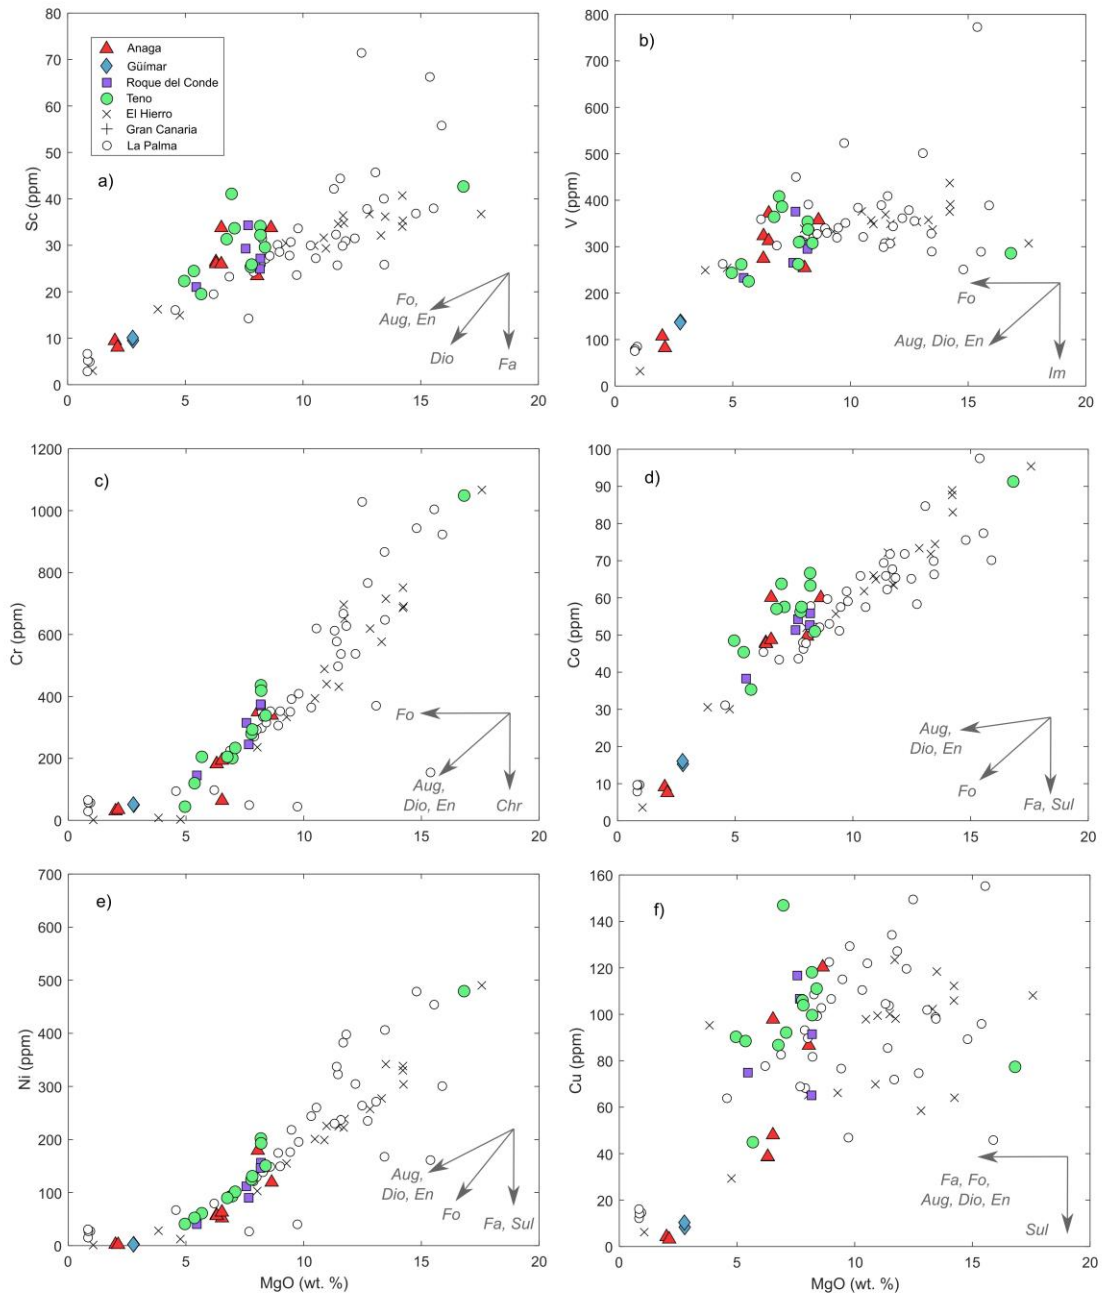 80
70
60
50
40
30
20
10
0
Sc (ppm)
Anaga
Güímar
Roque del Conde
Teno
El Hierro
Gran Canaria
La Palma
a)
Fo,
Aug, En
Dio
Fa
0 5 10 15 20
800
700
600
500
400
300
200
100
0
V (ppm)
b)
Fo
Aug, Dio, En
Im
0 5 10 15 20
1200
1000
800
600
400
200
0
Cr (ppm)
c)
Fo
Aug,
Dio, En
Chr
0 5 10 15 20
100
90
80
70
60
50
40
30
20
10
0
Co (ppm)
d)
Aug,
Dio, En
Fo
Fa, Sul
0 5 10 15 20
700
600
500
400
300
200
100
0
Ni (ppm)
e)
Aug,
Dio, En
Fo
Fa, Sul
0 5 10 15 20
MgO (wt. %)
160
140
120
100
80
60
40
20
0
Cu (ppm)
f)
Fa, Fo,
Aug, Dio, En
Sul
0 5 10 15 20
MgO (wt. %)